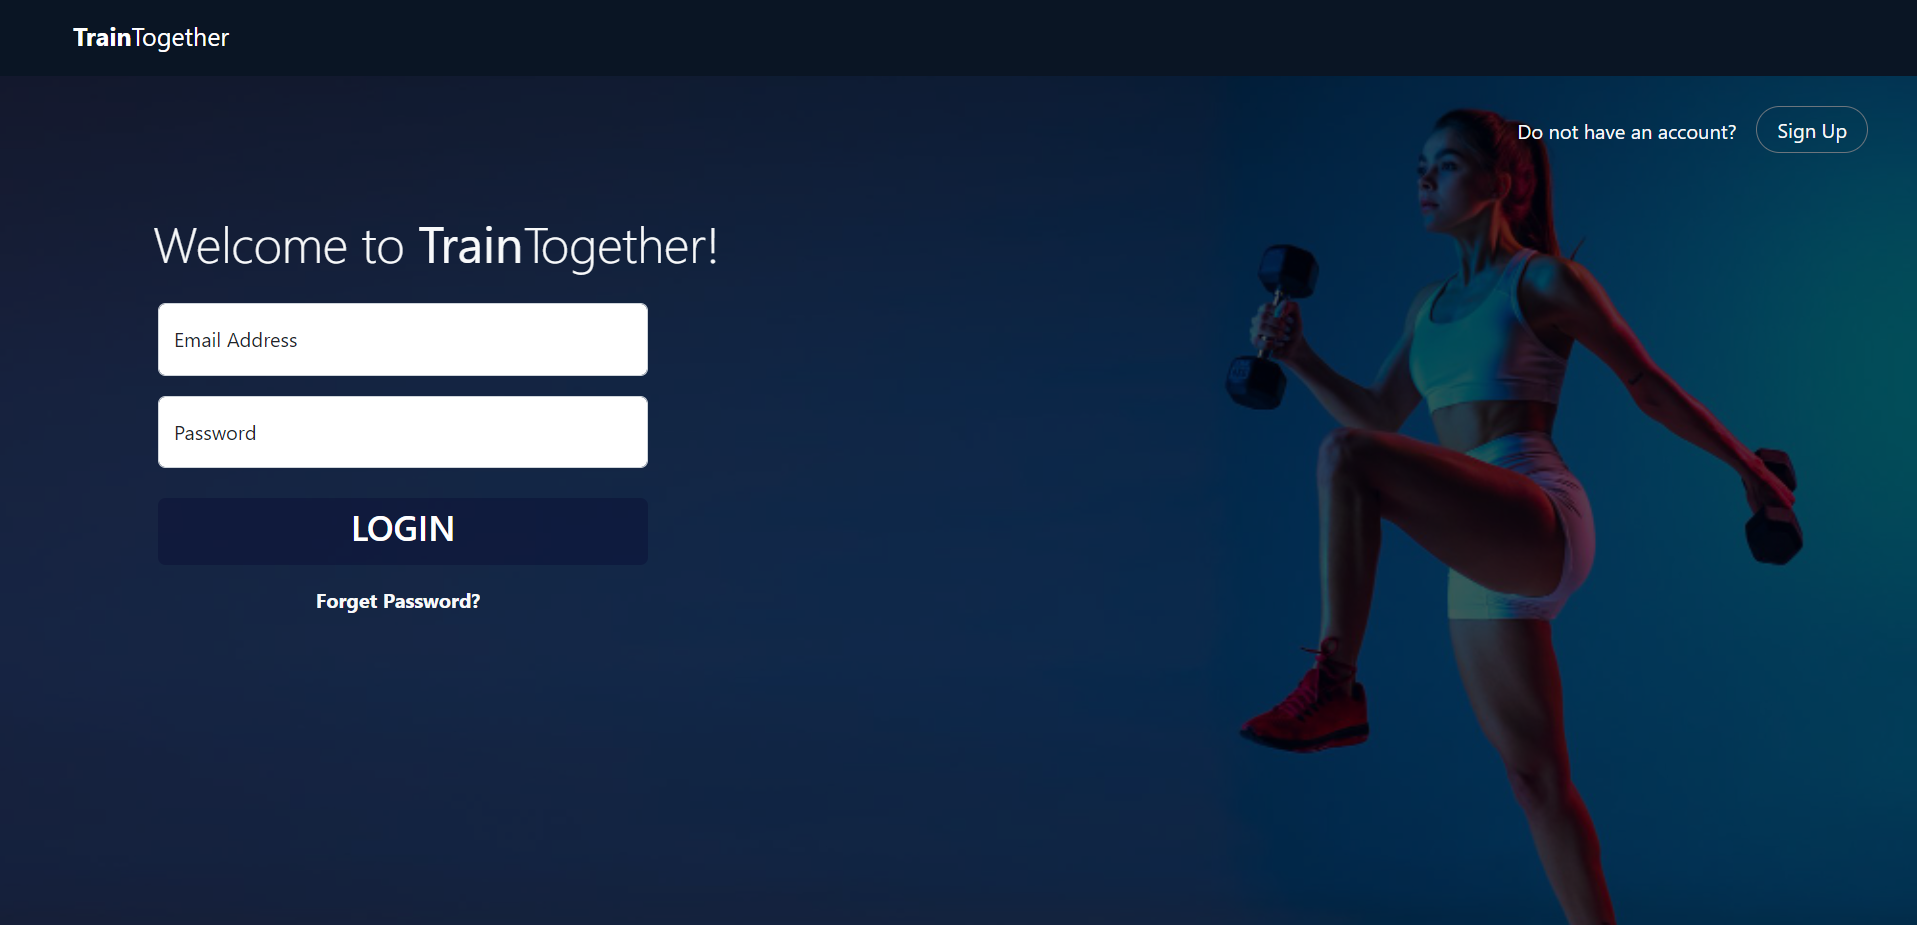 TrainTogether
Do not have an account? Sign Up
Welcome to TrainTogether!
Email Address
Password
LOGIN
Forget Password?